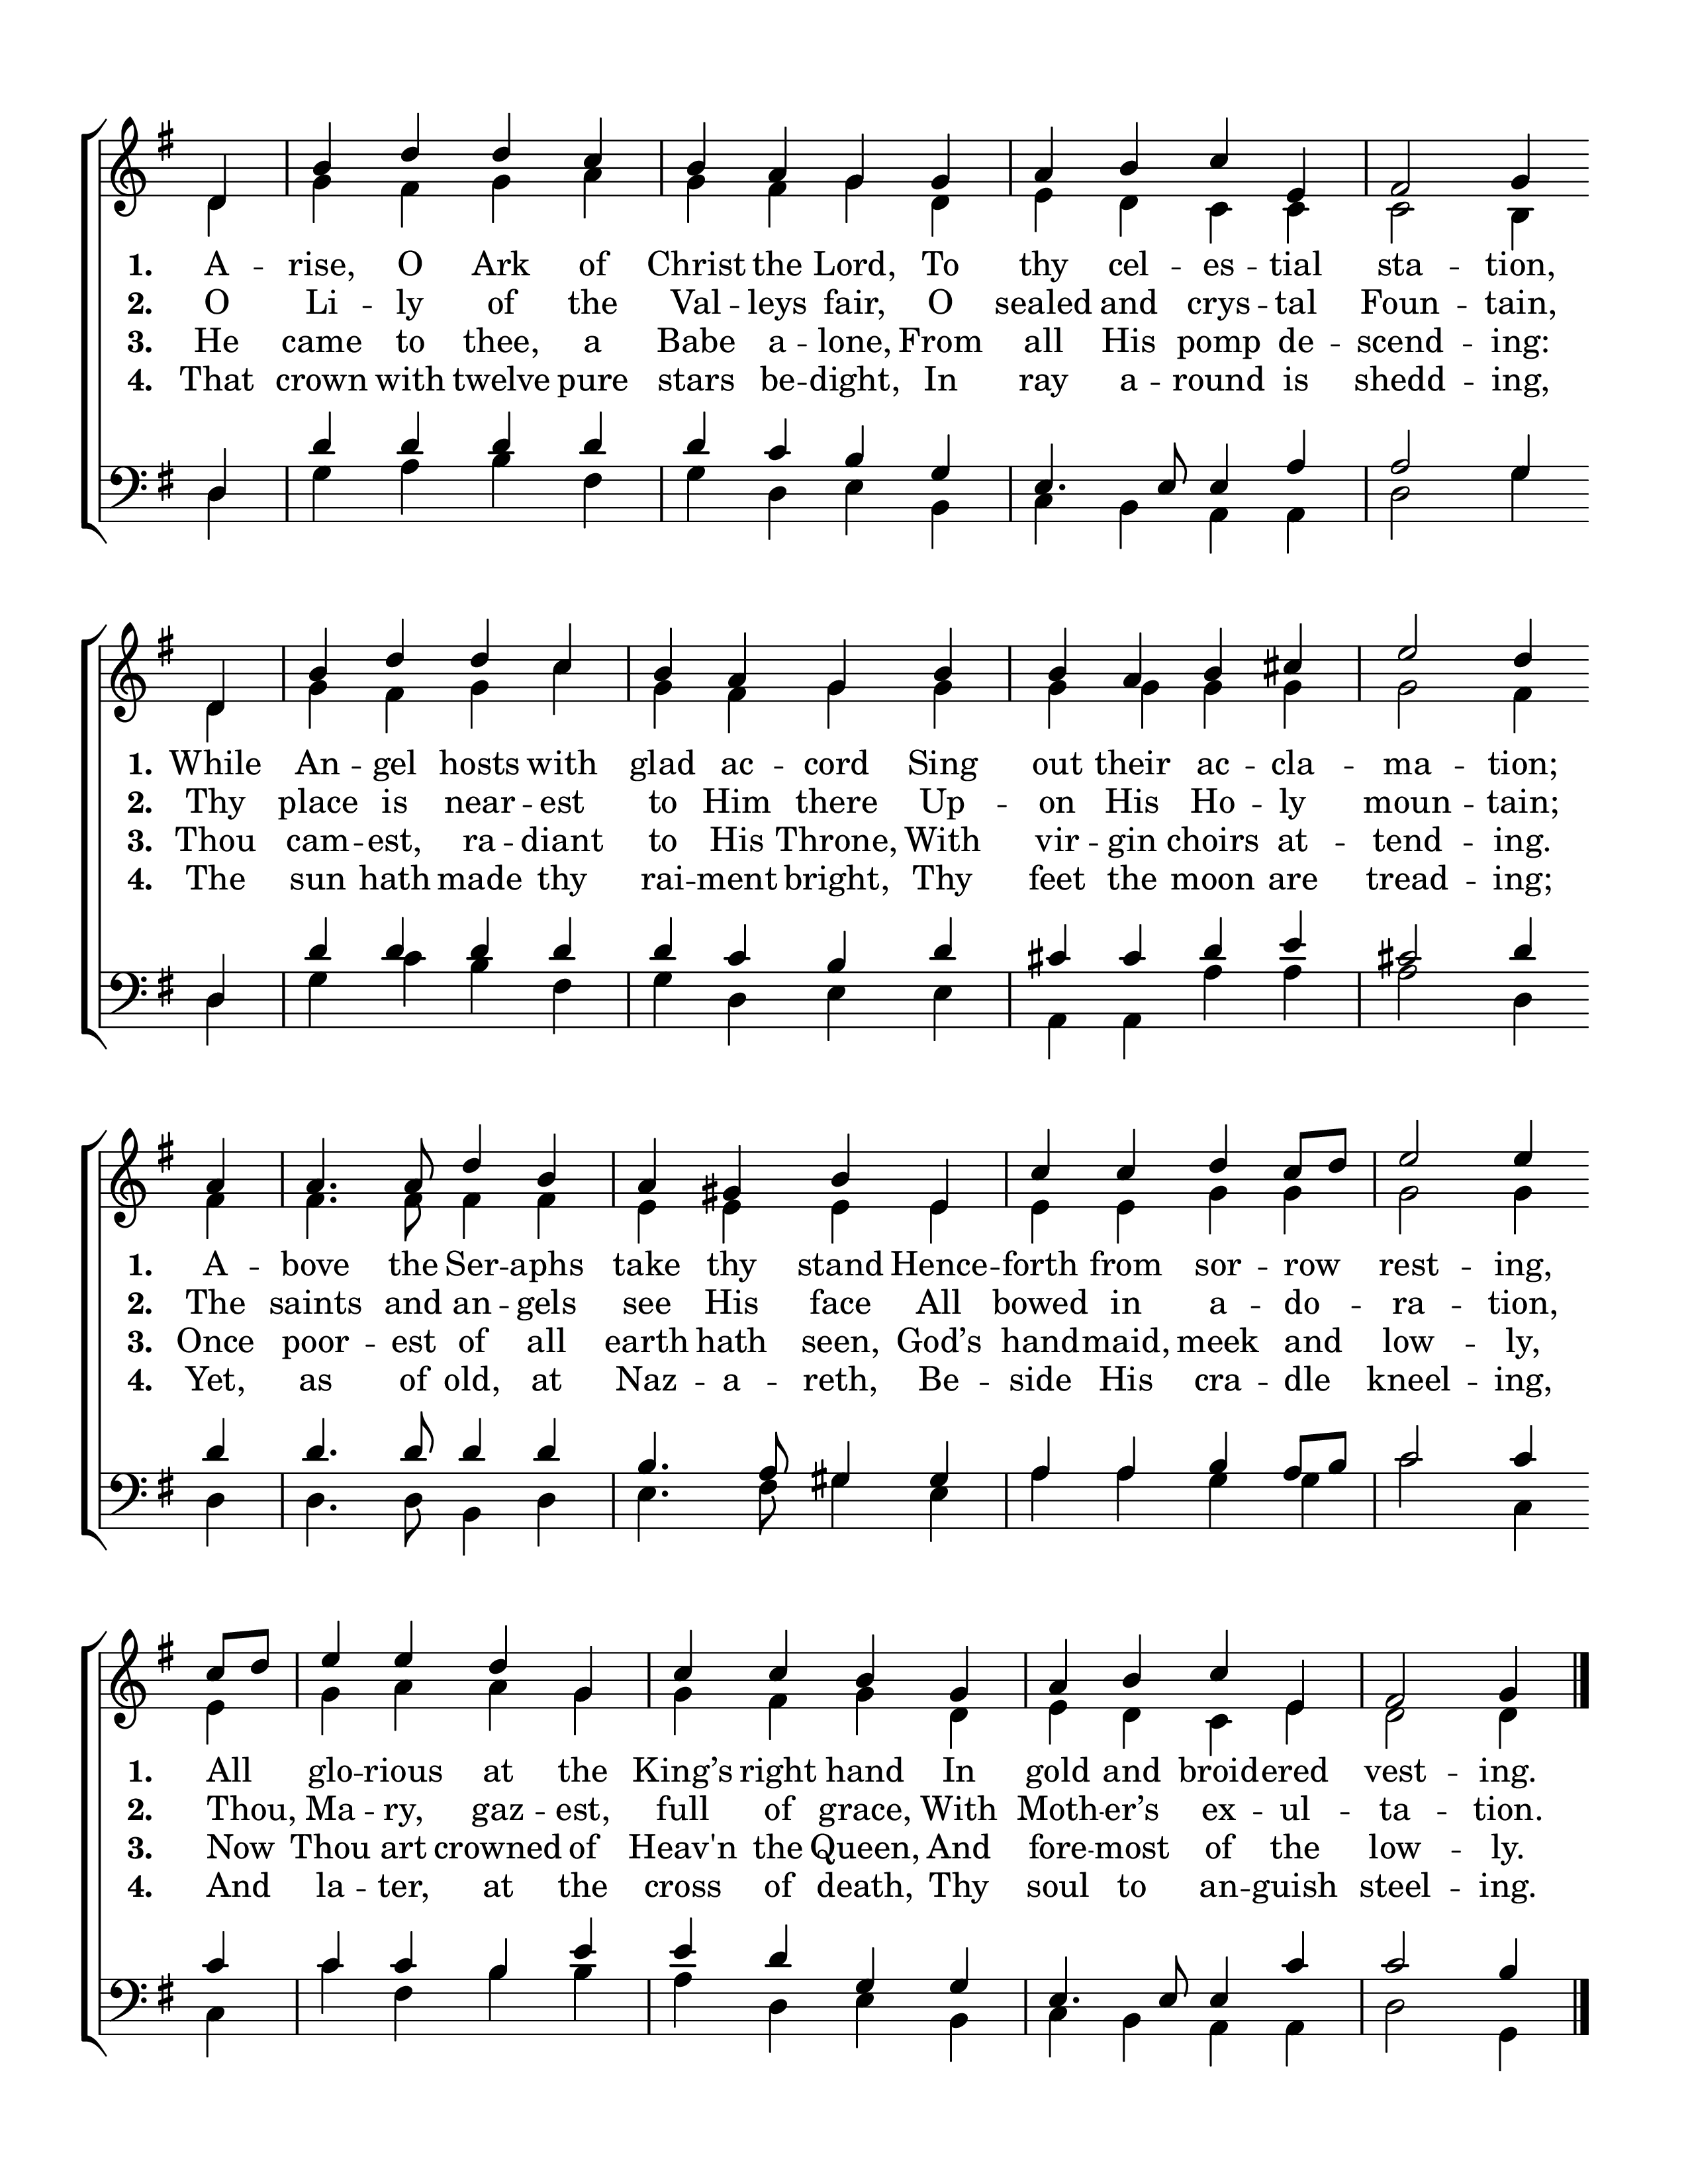 1. A -- rise, O Ark of Christ the Lord, To thy cel -- es -- tial sta -- tion,
2. O Li -- ly of the Val -- leys fair, O sealed and crys -- tal Foun -- tain,
3. He came to thee, a Babe a -- lone, From all His pomp de -- scend -- ing:
4. That crown with twelve pure stars be -- dight, In ray a -- round is shedd -- ing,
1. While An -- gel hosts with glad ac -- cord Sing out their ac -- cla -- ma -- tion;
2. Thy place is near -- est to Him there Up -- on His Ho -- ly moun -- tain;
3. Thou cam -- est, ra -- diant to His Throne, With vir -- gin choirs at -- tend -- ing.
4. The sun hath made thy rai -- ment bright, Thy feet the moon are tread -- ing;
1. A -- bove the Ser -- aphs take thy stand Hence -- forth from sor -- row rest -- ing,
2. The saints and an -- gels see His face All bowed in a -- do -- ra -- tion,
3. Once poor -- est of all earth hath seen, God’s handmaid, meek and low -- ly,
4. Yet, as of old, at Naz -- a -- reth, Be -- side His cra -- dle kneel -- ing,
1. All glo -- rious at the King’s right hand In gold and broidered vest -- ing.
2. Thou, Ma -- ry, gaz -- est, full of grace, With Moth -- er’s ex -- ul -- ta -- tion.
3. Now Thou art crowned of Heav'n the Queen, And fore -- most of the low -- ly.
4. And la -- ter, at the cross of death, Thy soul to an -- guish steel -- ing.